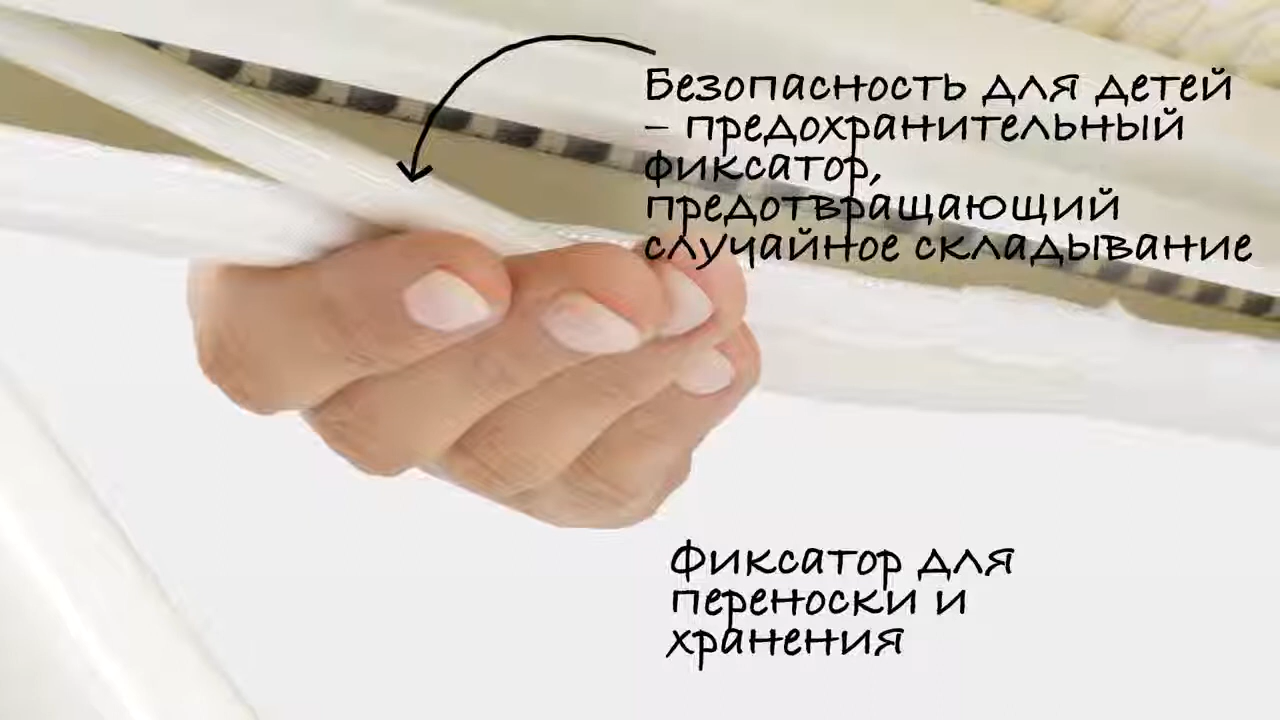 Безопасность для детей
– предохранительный
фиксатор,
предотвращающий
случайное складывание
Фиксатор для
переноски и
хранения